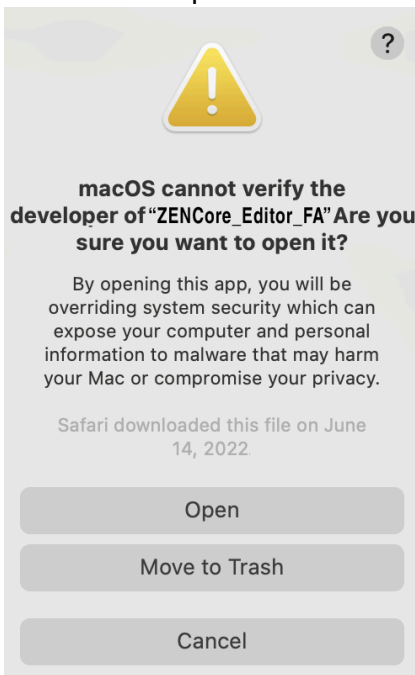 ?
macOS cannot verify the
developer of “ZENCore_Editor_FA” Are you
sure you want to open it?
By opening this app, you will be
overriding system security which can
expose your computer and personal
information to malware that may harm
your Mac or compromise your privacy.
Safari downloaded this file on June
14, 2022.
Open
Move to Trash
Cancel